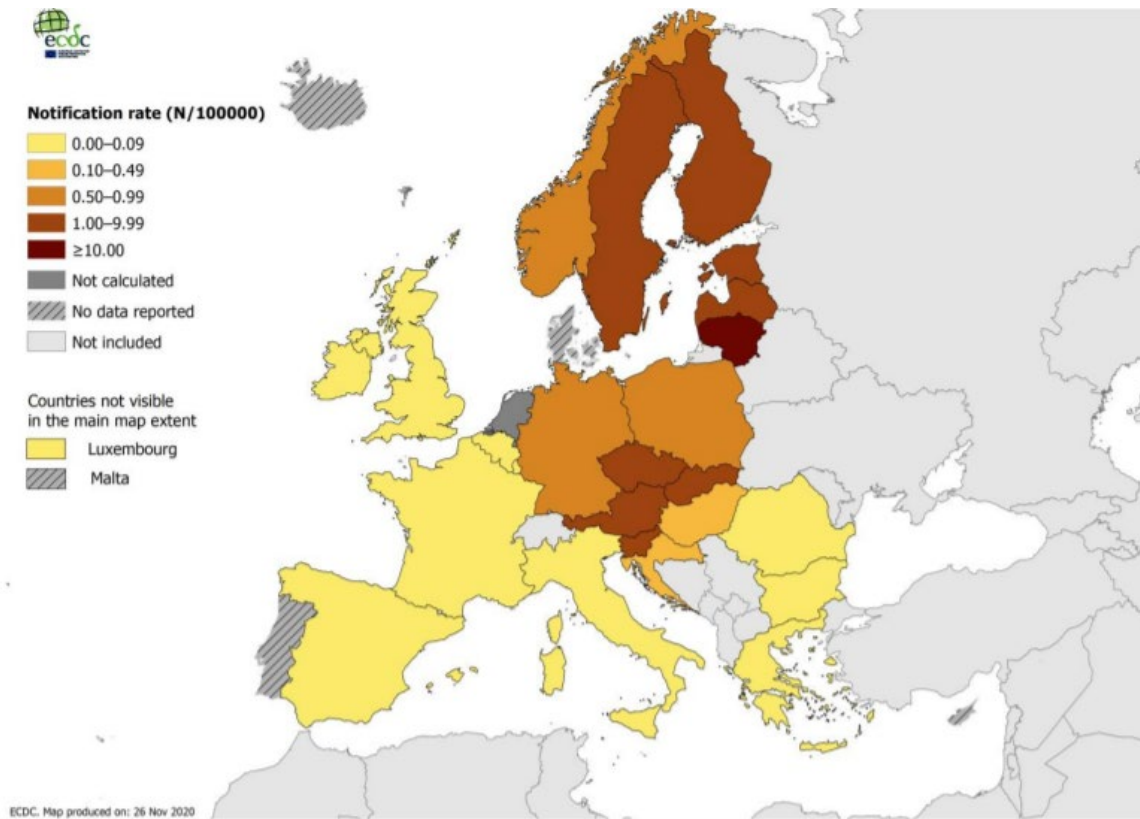 ecdc
Notification rate (N/100000)
0.00–0.09
0.10–0.49
0.50–0.99
1.00–9.99
≥10.00
Not calculated
No data reported
Not included
Countries not visible
in the main map extent
Luxembourg
Malta
ECDC. Map produced on: 26 Nov 2020